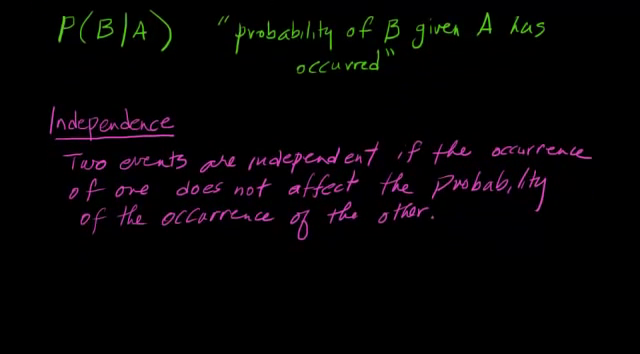 P(B/A) "probability of B given A has
occurred"
Independence
Two events are independent if the occurrence
of one does not affect the probability
of the occurrence of the other.